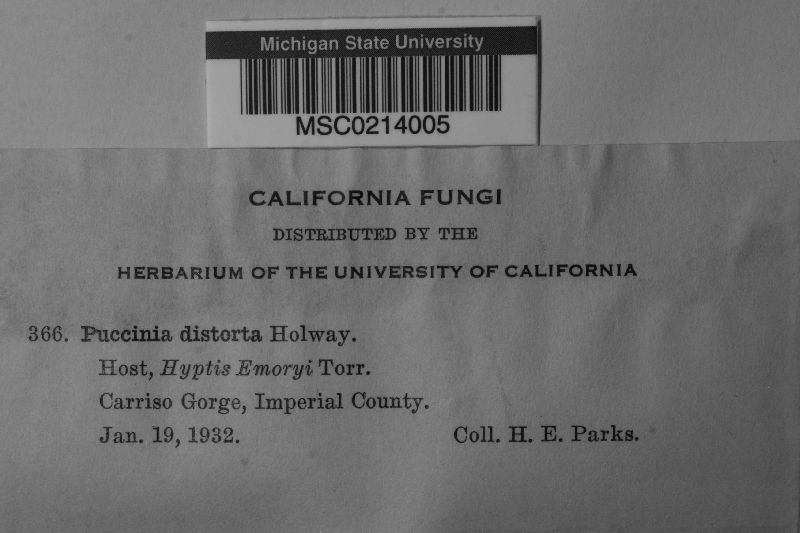 Michigan State University
MSC0214005
CALIFORNIA FUNGI
DISTRIBUTED BY THE
HERBARIUM OF THE UNIVERSITY OF CALIFORNIA
366. Puccinia distorta Holway.
Host, Hyptis Emoryi Torr.
Carriso Gorge, Imperial County.
Jan. 19, 1932. Coll. H. E. Parks.